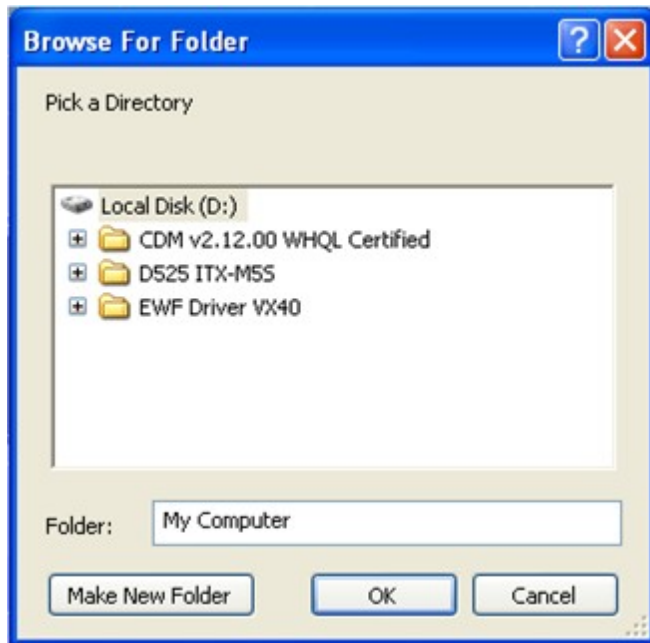 Browse For Folder
Pick a Directory
Local Disk (D:)
CDM v2.12.00 WHQL Certified
D525 ITX-M5S
EWF Driver VX40
Folder: My Computer
Make New Folder OK Cancel